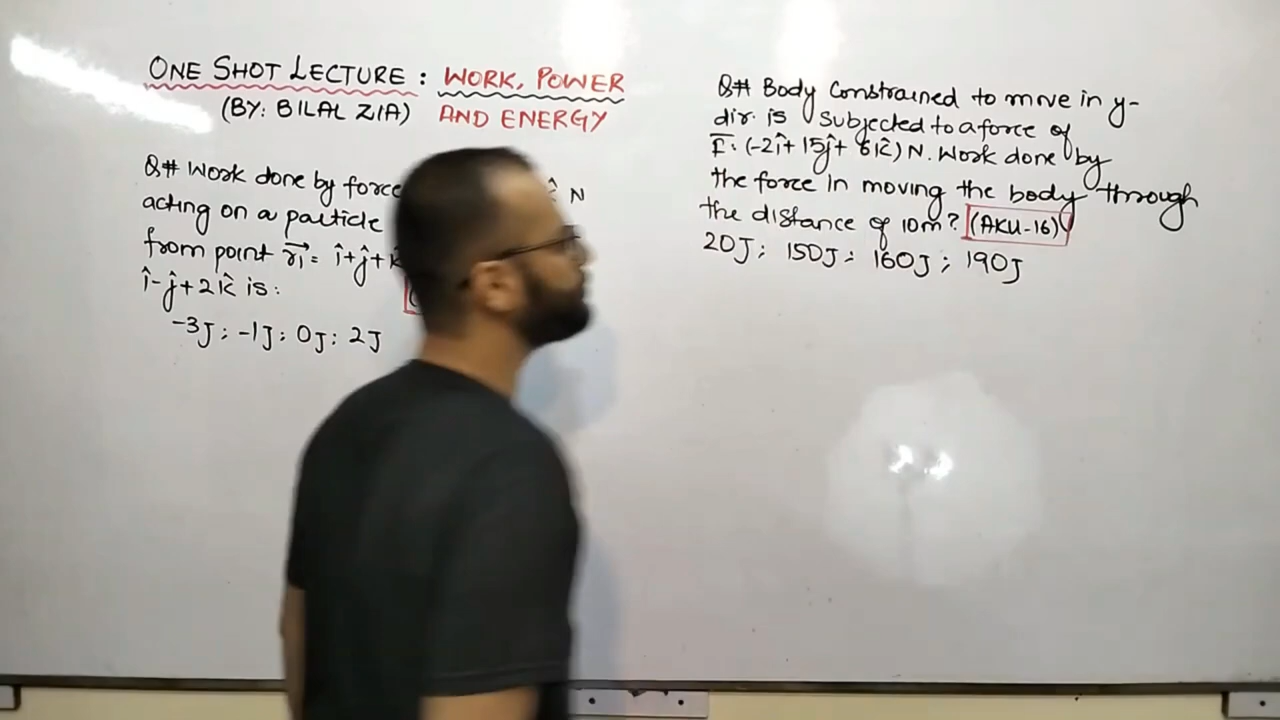 ONE SHOT LECTURE : WORK, POWER
(BY: BILAL ZIA) AND ENERGY
Q# Work done by force k̂ N
acting on a particle
from point r₁⃗ = î+ĵ+k̂
î-ĵ+2k̂ is:
-3J ; -1J ; 0J : 2J
Q# Body Constrained to move in y-
dir. is subjected to a force of
F̅: (-2î+15ĵ+6k̂) N. Work done by
the force in moving the body through
the distance of 10m? (AKU-16)
20J ; 150J ; 160J ; 190J